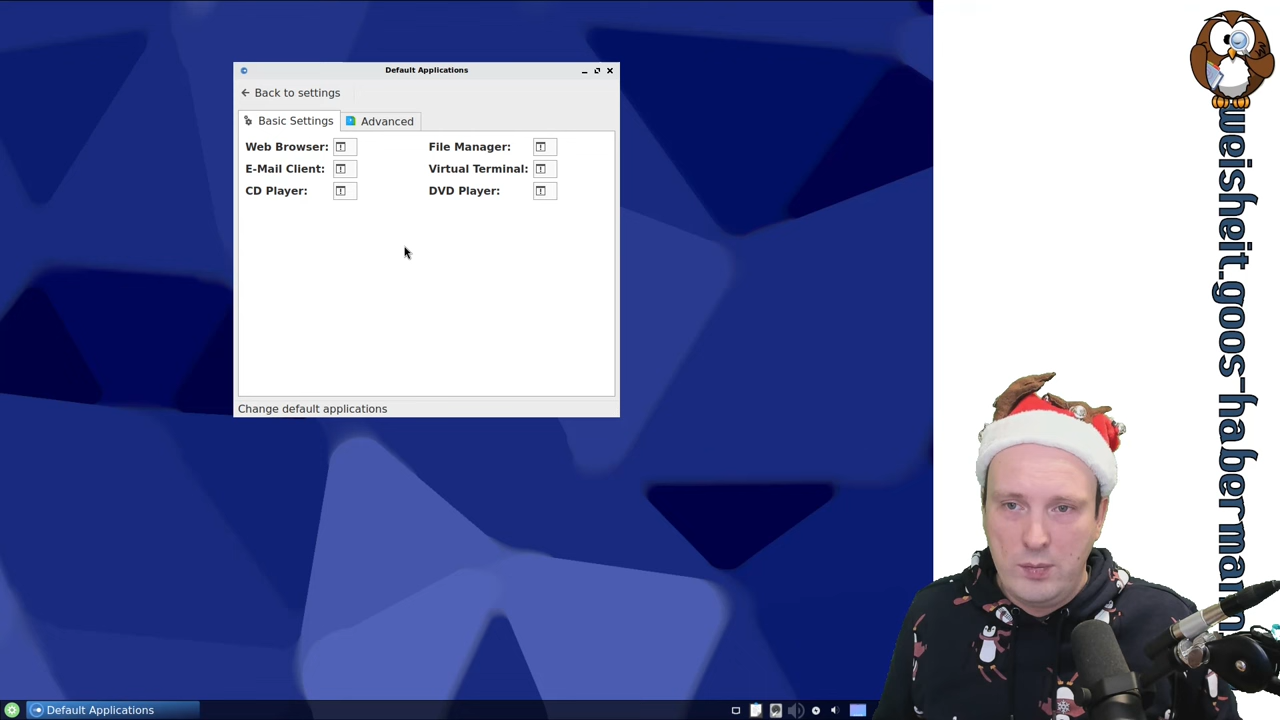 Default Applications
Back to settings
Basic Settings
Advanced
Web Browser:
File Manager:
E-Mail Client:
Virtual Terminal:
CD Player:
DVD Player:
Change default applications
Default Applications
weisheit.goos-habermann